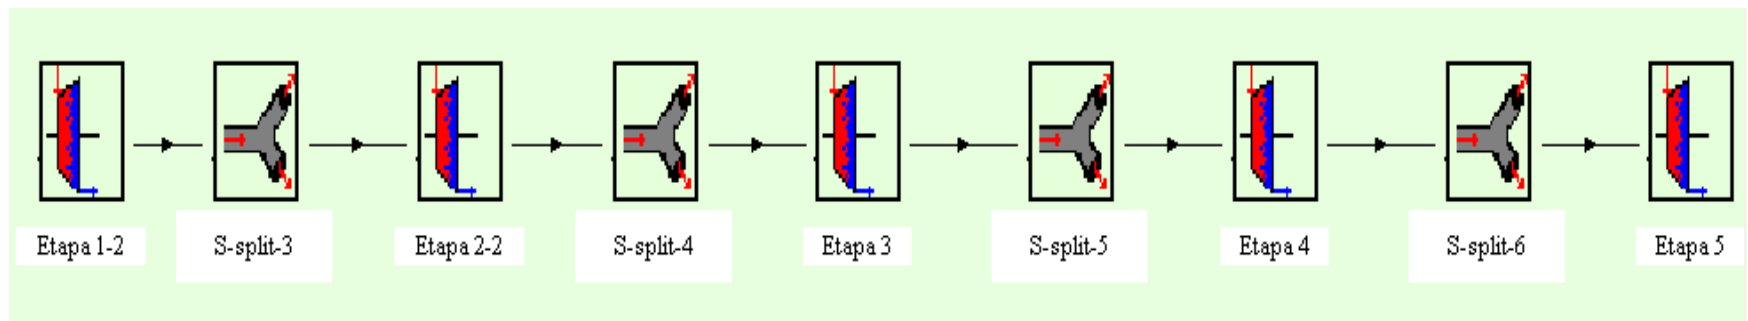 Etapa 1-2
S-split-3
Etapa 2-2
S-split-4
Etapa 3
S-split-5
Etapa 4
S-split-6
Etapa 5